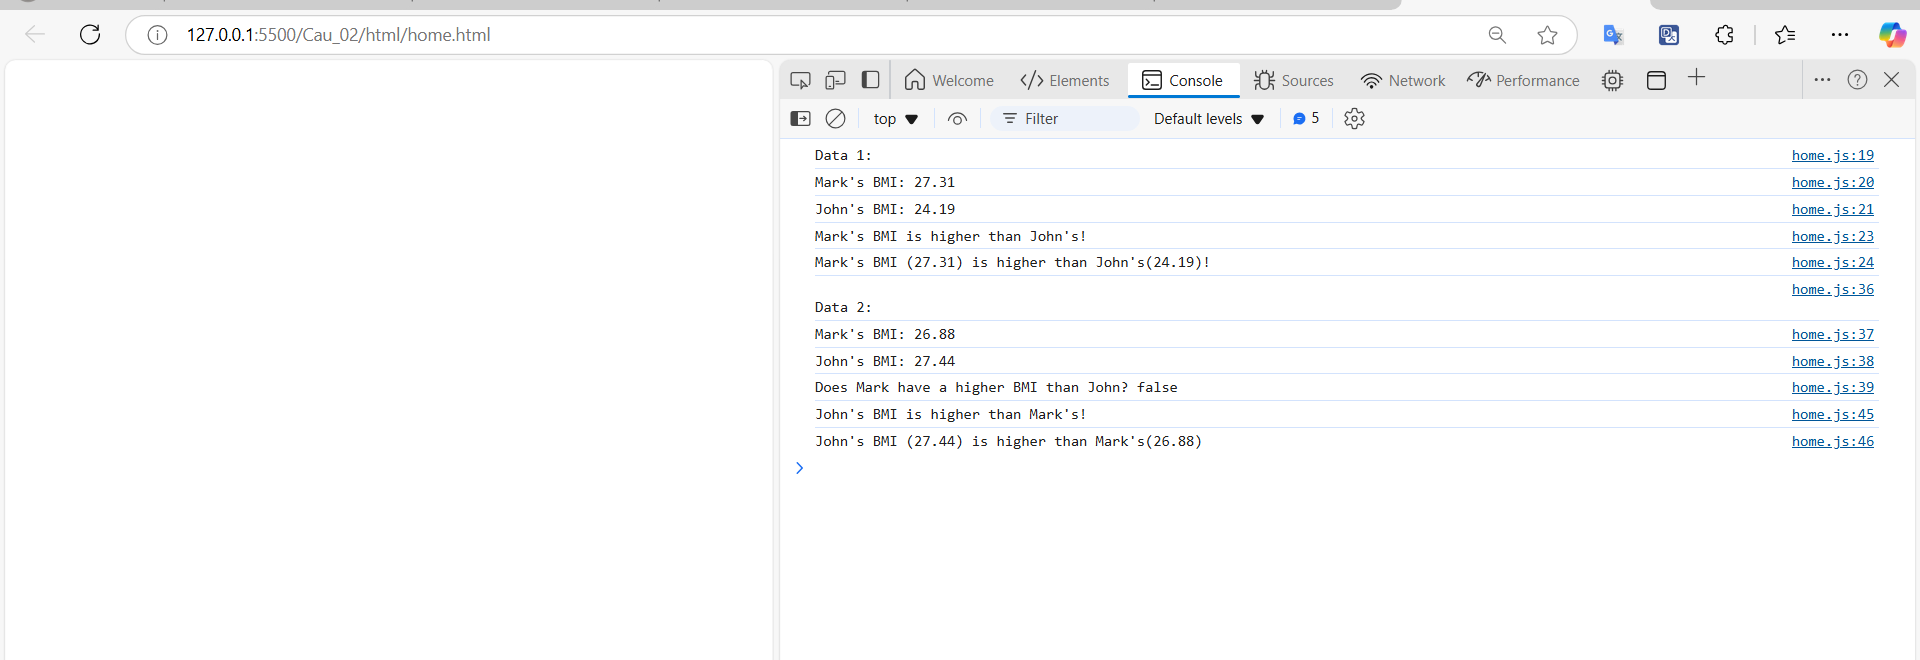 127.0.0.1:5500/Cau_02/html/home.html
Welcome Elements Console Sources Network Performance
top Filter Default levels 5
Data 1: home.js:19
Mark's BMI: 27.31 home.js:20
John's BMI: 24.19 home.js:21
Mark's BMI is higher than John's! home.js:23
Mark's BMI (27.31) is higher than John's(24.19)! home.js:24
home.js:36
Data 2:
Mark's BMI: 26.88 home.js:37
John's BMI: 27.44 home.js:38
Does Mark have a higher BMI than John? false home.js:39
John's BMI is higher than Mark's! home.js:45
John's BMI (27.44) is higher than Mark's(26.88) home.js:46